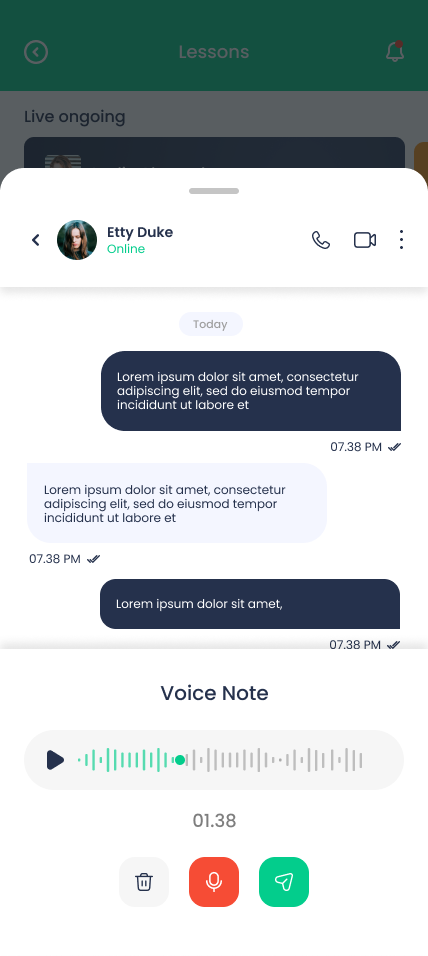 Lessons
Live ongoing
Etty Duke
Online
Today
Lorem ipsum dolor sit amet, consectetur
adipiscing elit, sed do eiusmod tempor
incididunt ut labore et
07.38 PM
Lorem ipsum dolor sit amet, consectetur
adipiscing elit, sed do eiusmod tempor
incididunt ut labore et
07.38 PM
Lorem ipsum dolor sit amet,
07.38 PM
Voice Note
01.38